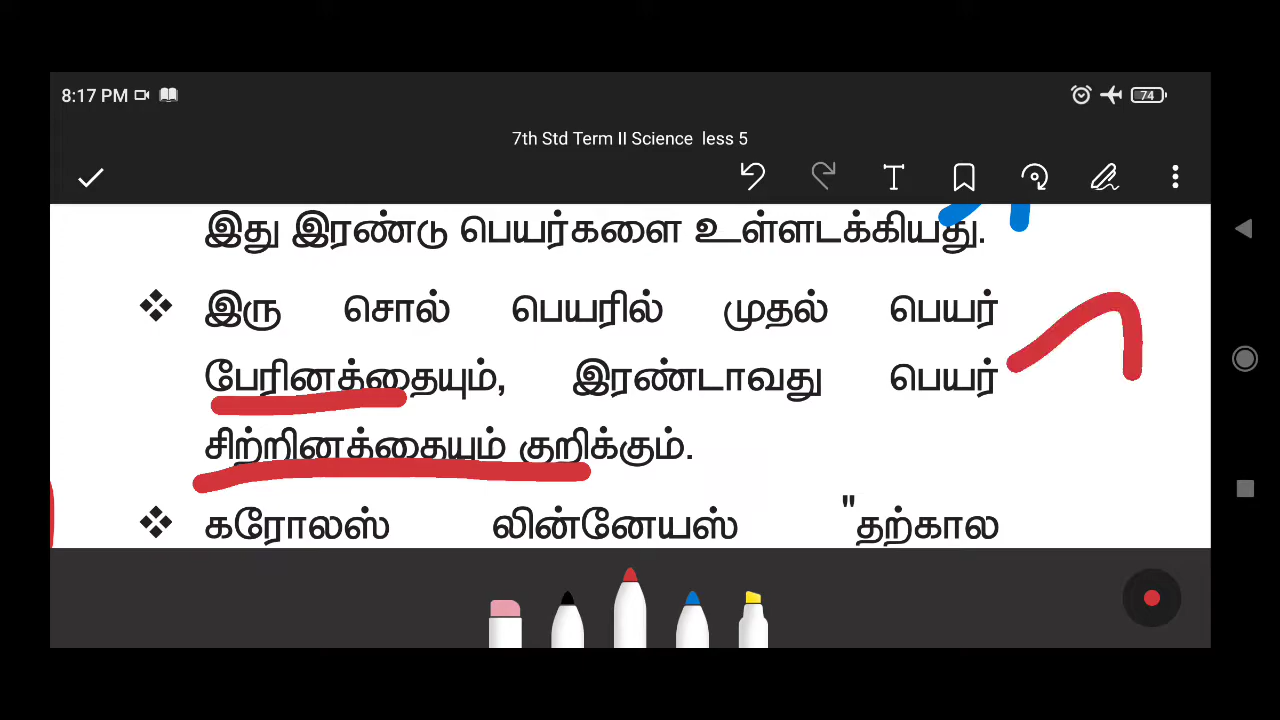 8:17 PM
74
7th Std Term II Science less 5
இது இரண்டு பெயர்களை உள்ளடக்கியது.
❖ இரு சொல் பெயரில் முதல் பெயர்
பேரினத்தையும், இரண்டாவது பெயர்
சிற்றினத்தையும் குறிக்கும்.
❖ கரோலஸ் லின்னேயஸ் "தற்கால